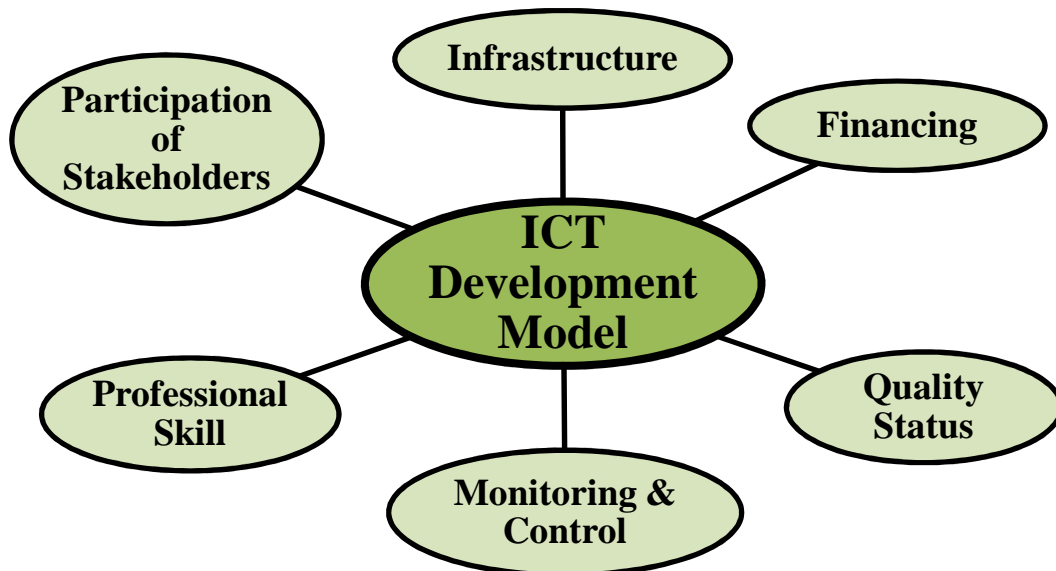 Infrastructure
Participation
of
Stakeholders
Financing
ICT
Development
Model
Professional
Skill
Quality
Status
Monitoring &
Control